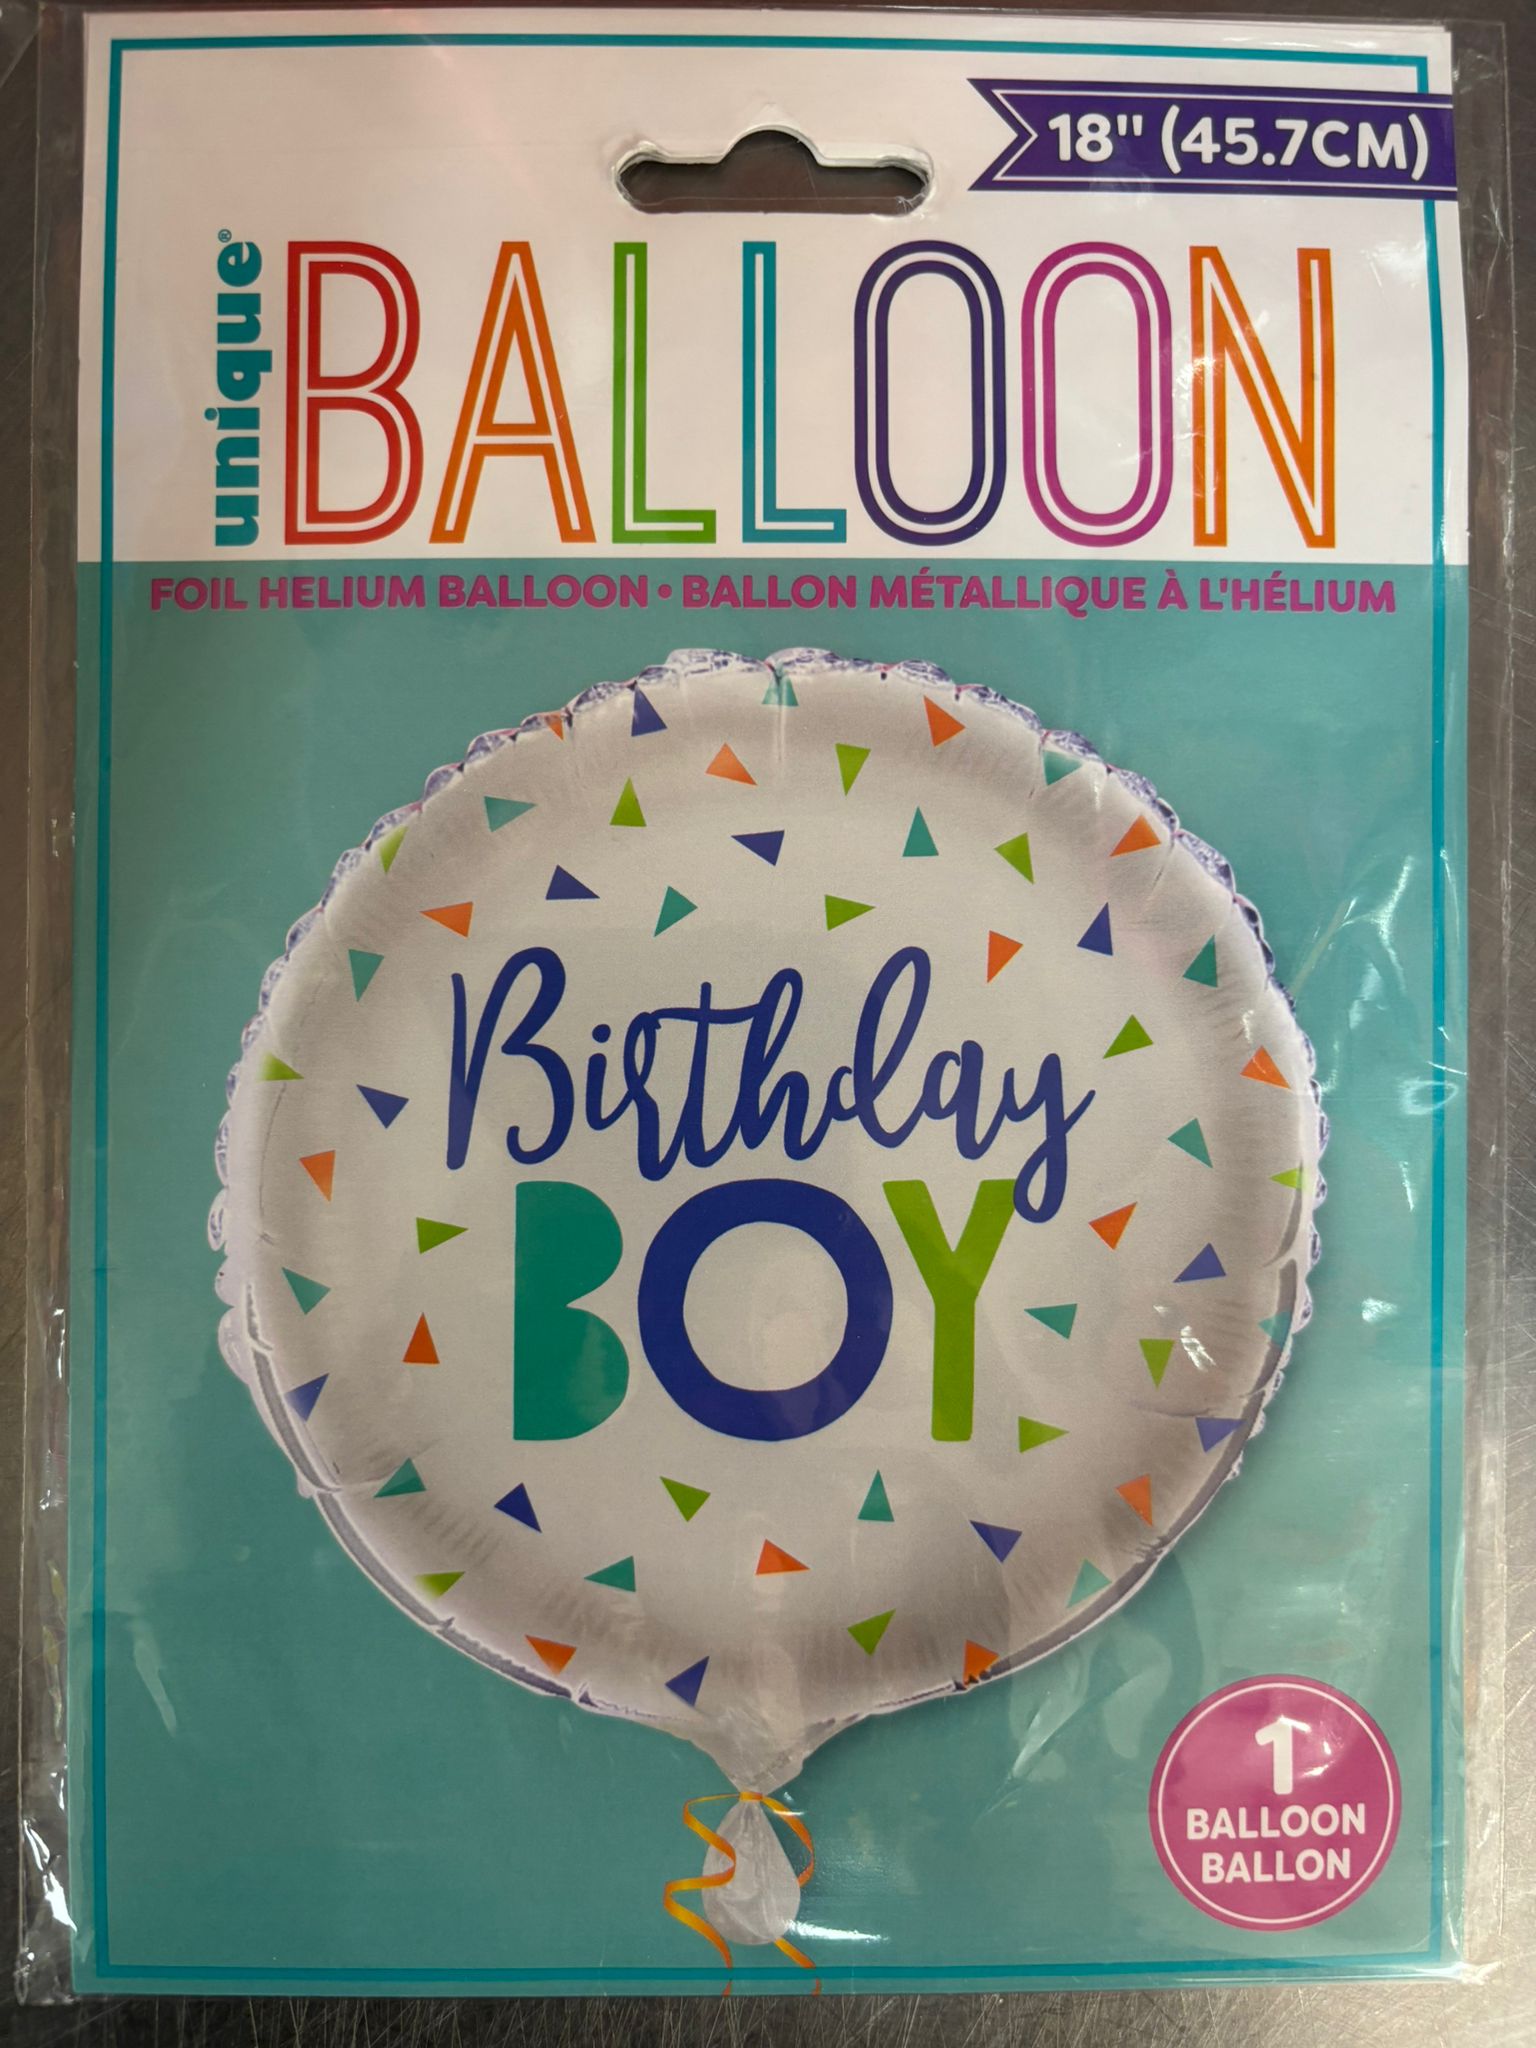 18" (45.7CM)
unique®
BALLOON
FOIL HELIUM BALLOON • BALLON MÉTALLIQUE À L'HÉLIUM
Birthday
BOY
1
BALLOON
BALLON